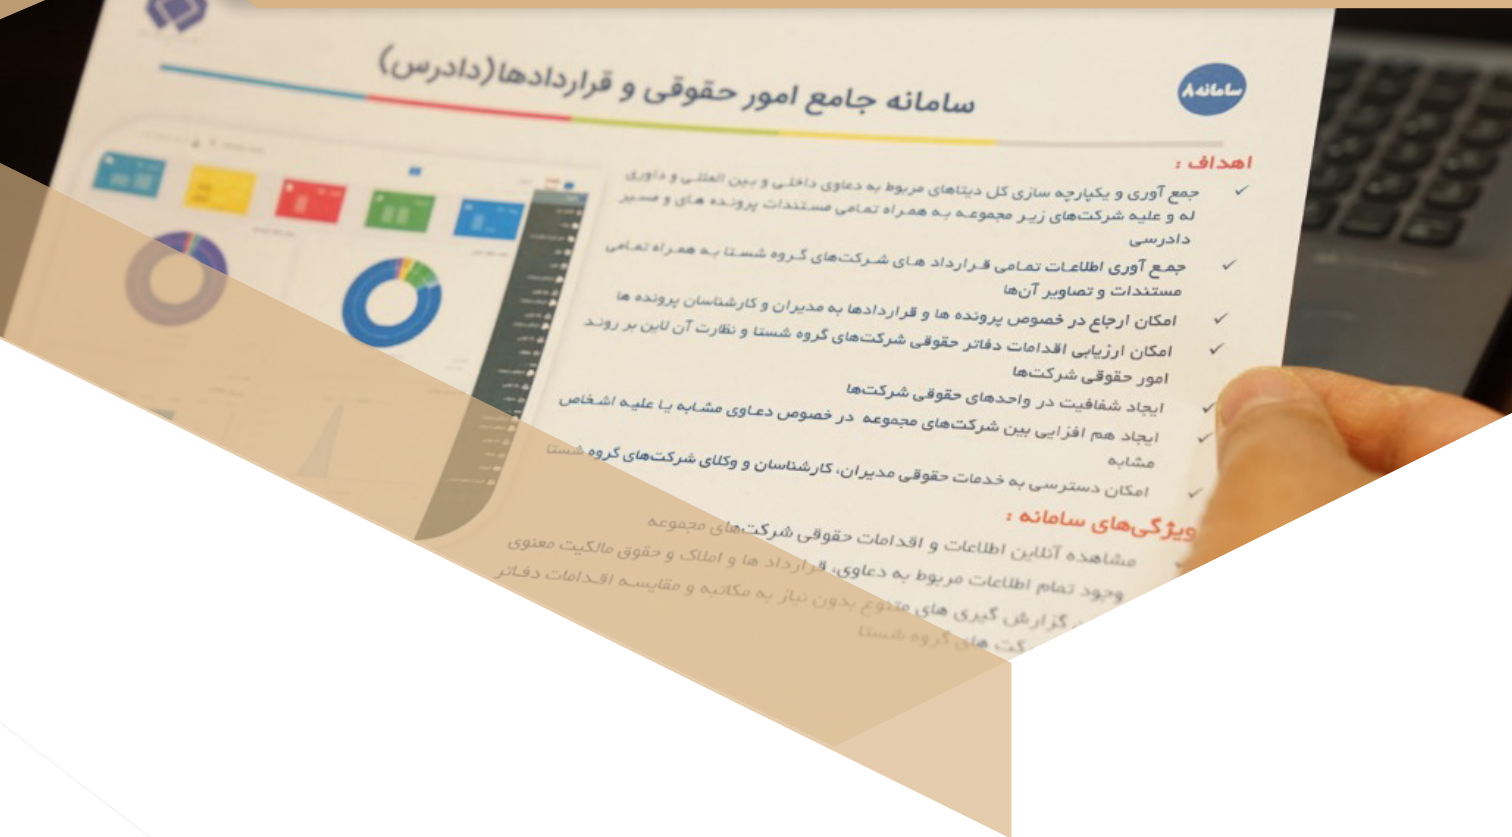 سامانه جامع امور حقوقی و قراردادها(دادرس)
سامانه ۸
اهداف :
جمع آوری و یکپارچه سازی کل دیتاهای مربوط به دعاوی داخلی و بین المللی و داوری
له و علیه شرکت‌های زیر مجموعه به همراه تمامی مستندات پرونده های و مسیر
دادرسی
جمع آوری اطلاعات تمامی قرارداد های شرکت‌های گروه شستا به همراه تمامی
مستندات و تصاویر آن‌ها
امکان ارجاع در خصوص پرونده ها و قراردادها به مدیران و کارشناسان پرونده ها
امکان ارزیابی اقدامات دفاتر حقوقی شرکت‌های گروه شستا و نظارت آن لاین بر روند
امور حقوقی شرکت‌ها
ایجاد شفافیت در واحدهای حقوقی شرکت‌ها
ایجاد هم افزایی بین شرکت‌های مجموعه در خصوص دعاوی مشابه یا علیه اشخاص
مشابه
امکان دسترسی به خدمات حقوقی مدیران، کارشناسان و وکلای شرکت‌های گروه شستا
ویژگی‌های سامانه :
مشاهده آنلاین اطلاعات و اقدامات حقوقی شرکت‌های مجموعه
وجود تمام اطلاعات مربوط به دعاوی، قرارداد ها و املاک و حقوق مالکیت معنوی
گزارش گیری های متنوع بدون نیاز به مکاتبه و مقایسه اقدامات دفاتر
های گروه شستا